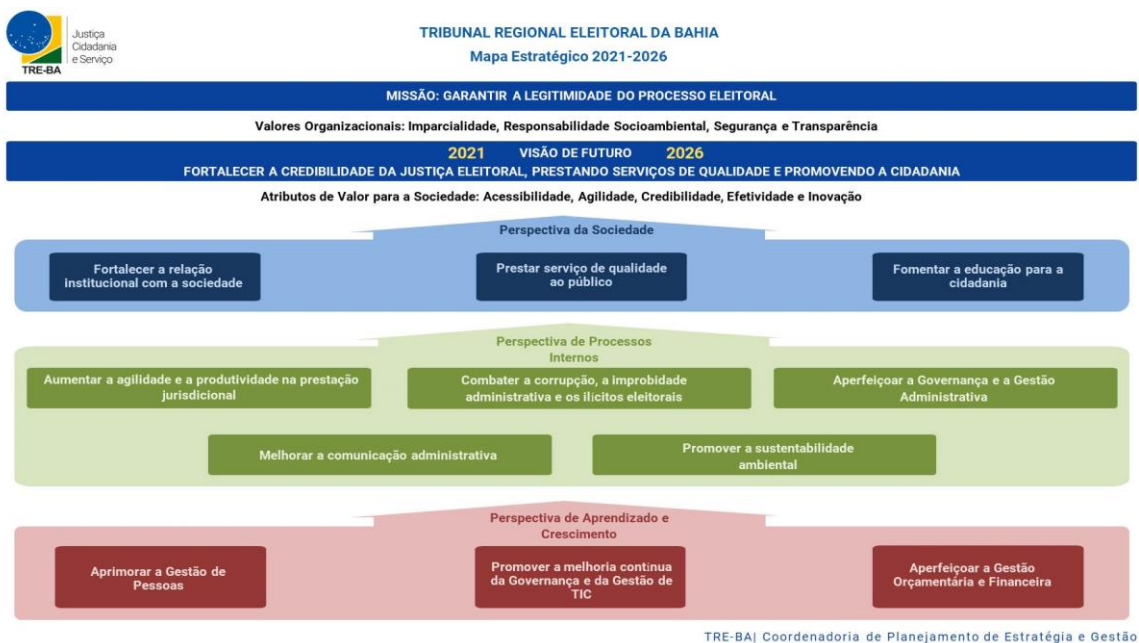 Justiça
Cidadania
e Serviço
TRE-BA
TRIBUNAL REGIONAL ELEITORAL DA BAHIA
Mapa Estratégico 2021-2026
MISSÃO: GARANTIR A LEGITIMIDADE DO PROCESSO ELEITORAL
Valores Organizacionais: Imparcialidade, Responsabilidade Socioambiental, Segurança e Transparência
2021 VISÃO DE FUTURO 2026
FORTALECER A CREDIBILIDADE DA JUSTIÇA ELEITORAL, PRESTANDO SERVIÇOS DE QUALIDADE E PROMOVENDO A CIDADANIA
Atributos de Valor para a Sociedade: Acessibilidade, Agilidade, Credibilidade, Efetividade e Inovação
Perspectiva da Sociedade
Fortalecer a relação
institucional com a sociedade
Prestar serviço de qualidade
ao público
Fomentar a educação para a
cidadania
Perspectiva de Processos
Internos
Aumentar a agilidade e a produtividade na prestação
jurisdicional
Combater a corrupção, a improbidade
administrativa e os ilícitos eleitorais
Aperfeiçoar a Governança e a Gestão
Administrativa
Melhorar a comunicação administrativa
Promover a sustentabilidade
ambiental
Perspectiva de Aprendizado e
Crescimento
Aprimorar a Gestão de
Pessoas
Promover a melhoria contínua
da Governança e da Gestão de
TIC
Aperfeiçoar a Gestão
Orçamentária e Financeira
TRE-BA| Coordenadoria de Planejamento de Estratégia e Gestão